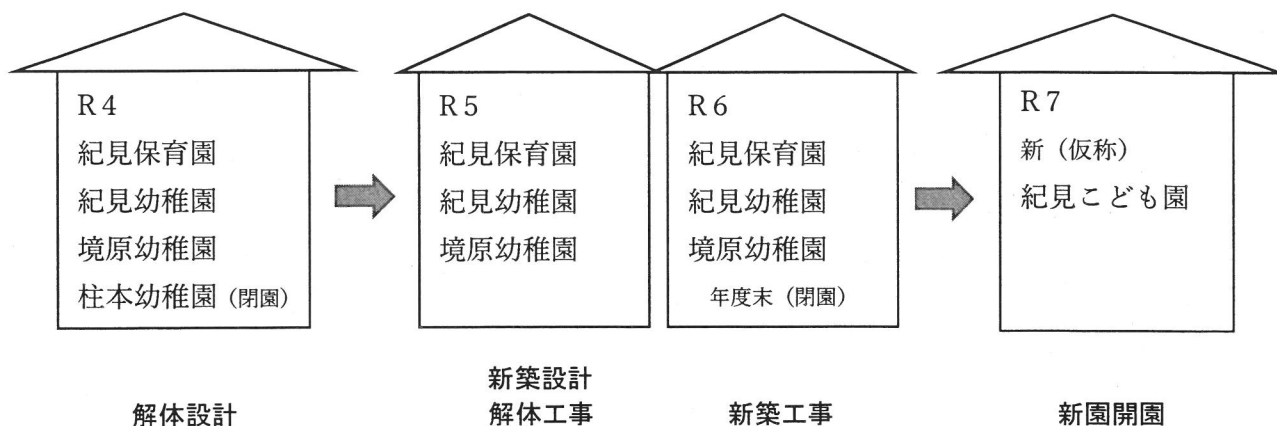 R4
紀見保育園
紀見幼稚園
境原幼稚園
柱本幼稚園（閉園）
解体設計
R5
紀見保育園
紀見幼稚園
境原幼稚園
新築設計
解体工事
R6
紀見保育園
紀見幼稚園
境原幼稚園
年度末（閉園）
新築工事
R7
新（仮称）
紀見こども園
新園開園